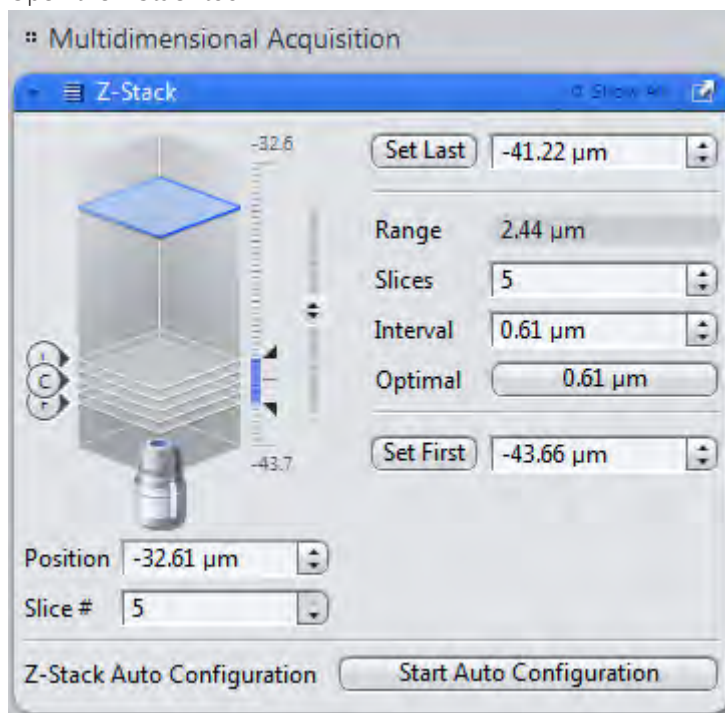 Multidimensional Acquisition
Z-Stack
Show All
-32.6
Set Last -41.22 µm
Range 2.44 µm
Slices 5
Interval 0.61 µm
Optimal 0.61 µm
C
-43.7
Set First -43.66 µm
Position -32.61 µm
Slice # 5
Z-Stack Auto Configuration Start Auto Configuration